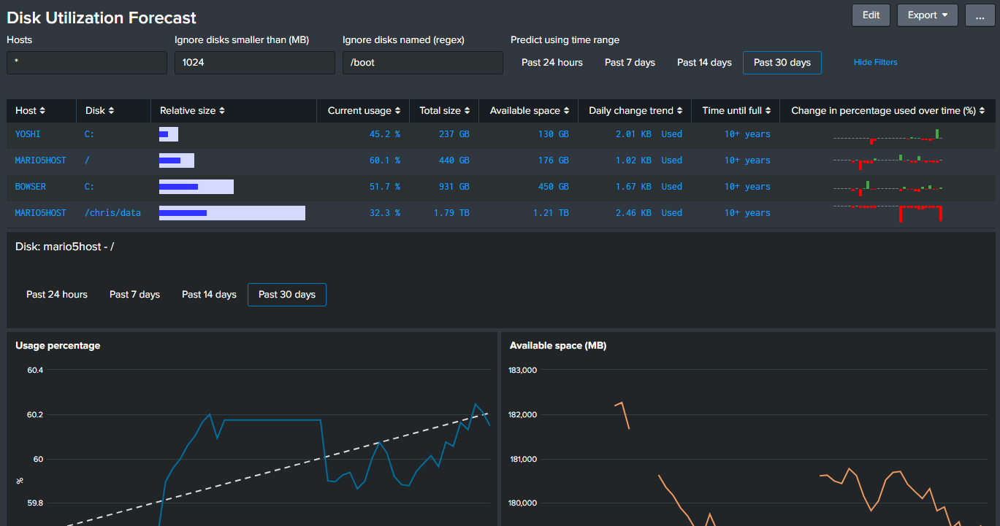 Disk Utilization Forecast
Edit Export ...
Hosts Ignore disks smaller than (MB) Ignore disks named (regex) Predict using time range
* 1024 /boot Past 24 hours Past 7 days Past 14 days Past 30 days Hide Filters
Host Disk Relative size Current usage Total size Available space Daily change trend Time until full Change in percentage used over time (%)
YOSHI C: 45.2 % 237 GB 130 GB 2.01 KB Used 10+ years
MARIO5HOST / 60.1 % 440 GB 176 GB 1.02 KB Used 10+ years
BOWSER C: 51.7 % 931 GB 450 GB 1.67 KB Used 10+ years
MARIO5HOST /chris/data 32.3 % 1.79 TB 1.21 TB 2.46 KB Used 10+ years
Disk: mario5host - /
Past 24 hours Past 7 days Past 14 days Past 30 days
Usage percentage
60.4
60.2
60
%
59.8
Available space (MB)
183,000
182,000
181,000
180,000